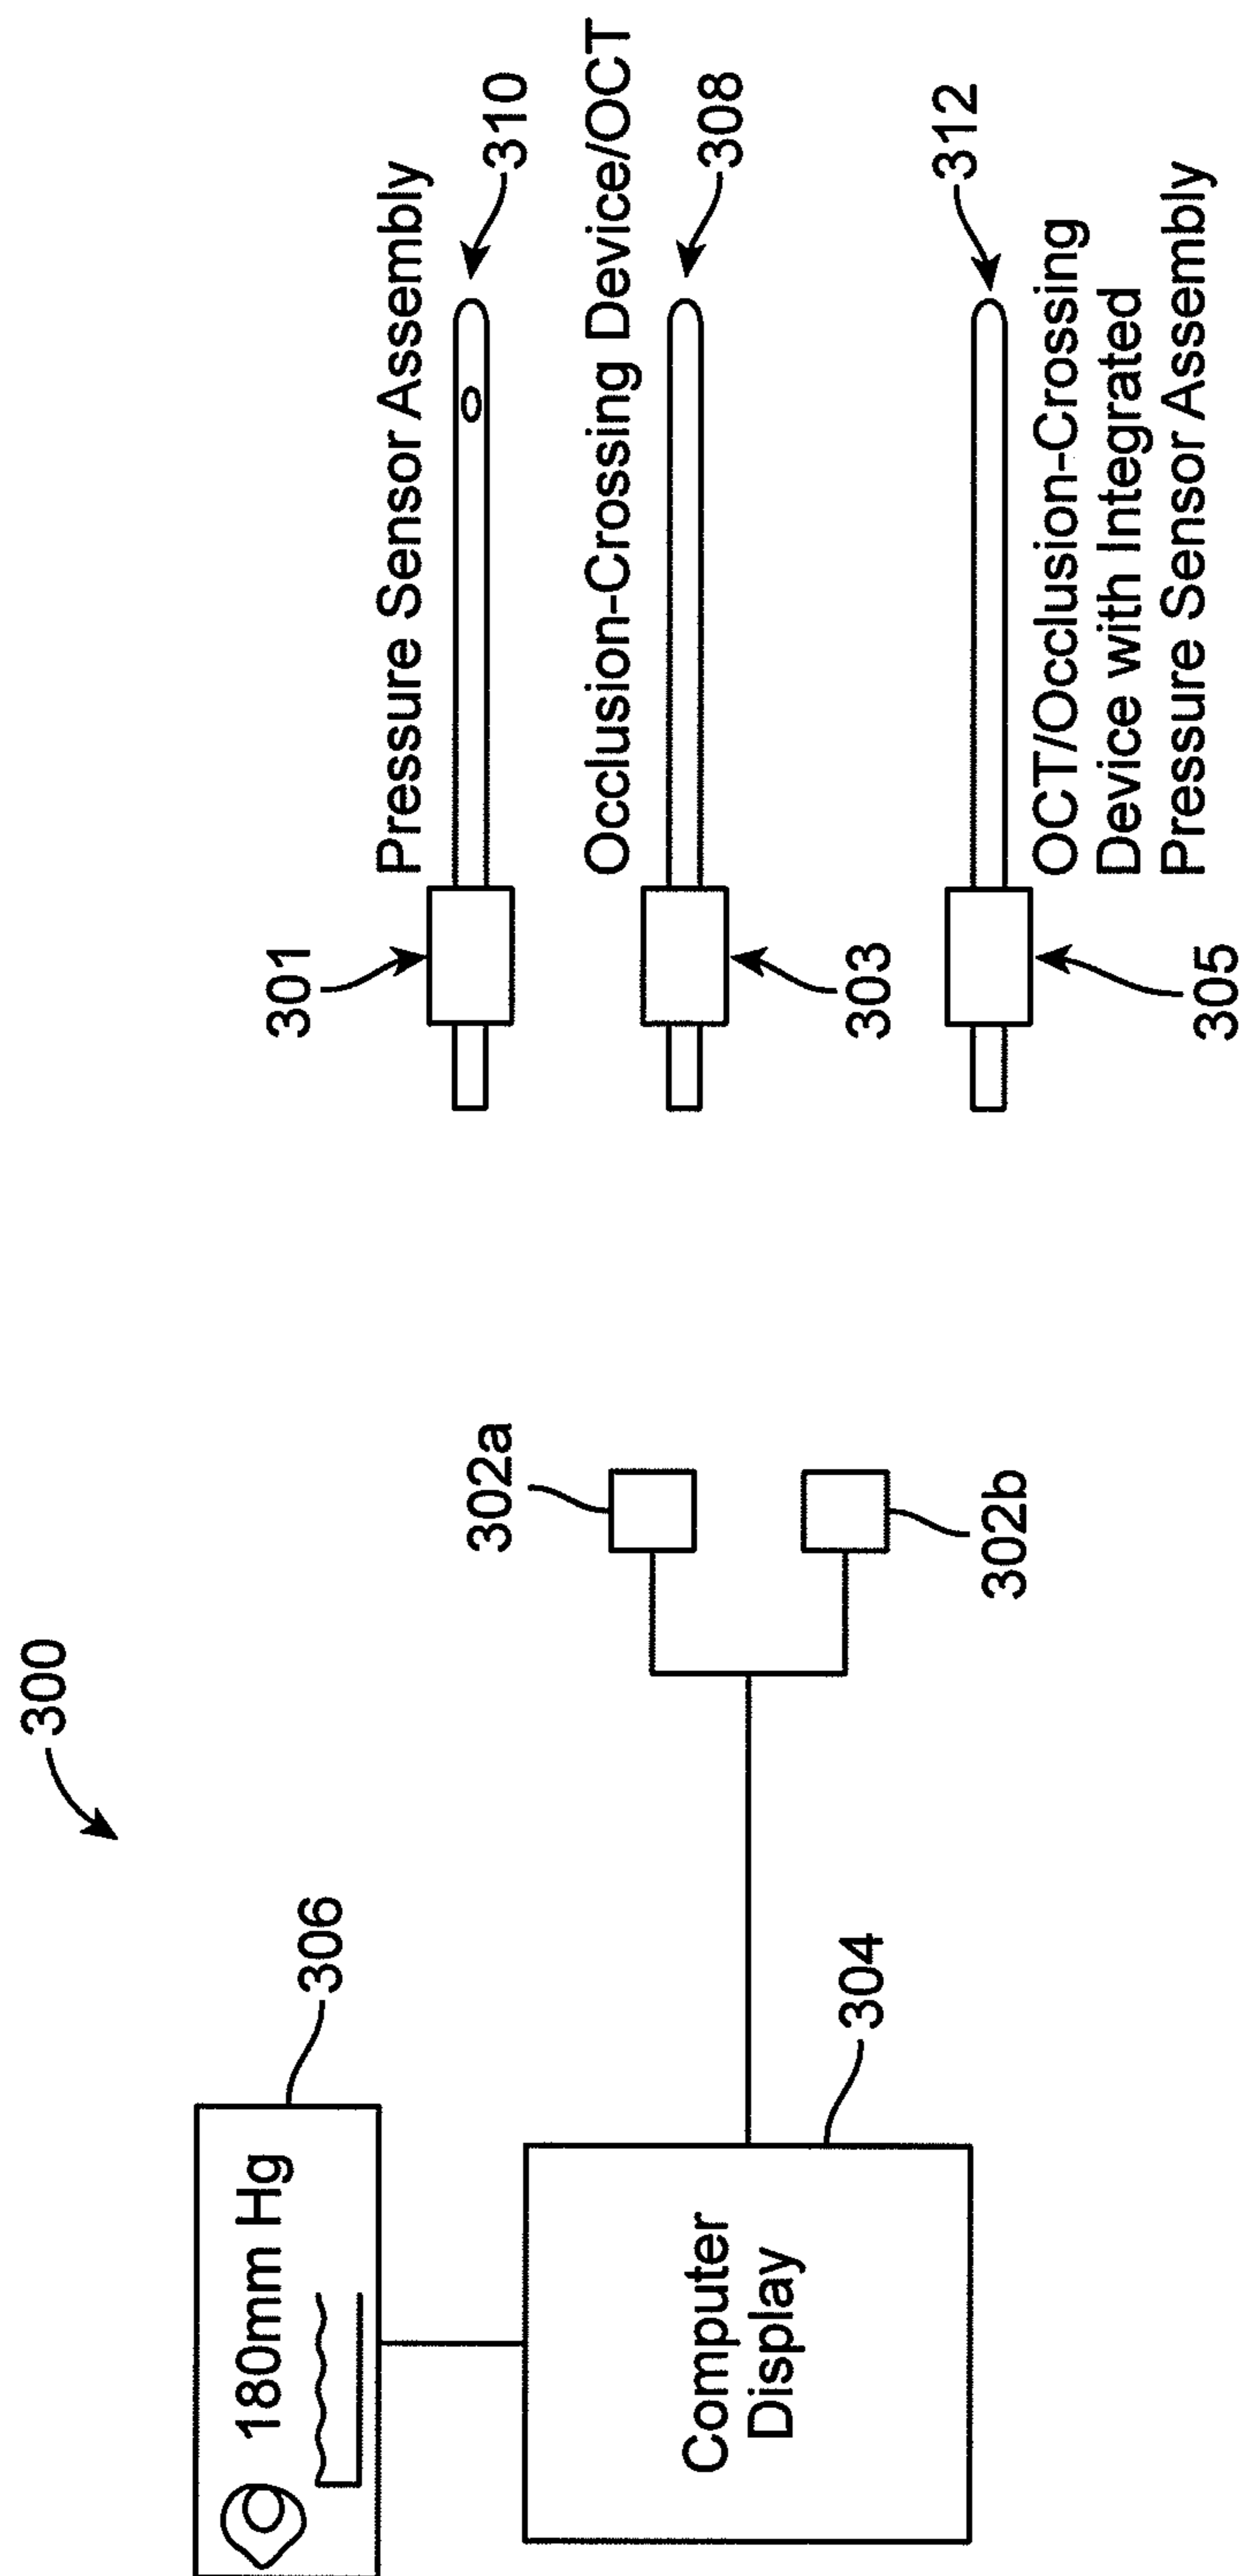 300
180mm Hg
306
Computer
Display
304
302a
302b
301
Pressure Sensor Assembly
310
Occlusion-Crossing Device/OCT
303
308
312
OCT/Occlusion-Crossing
Device with Integrated
Pressure Sensor Assembly
305